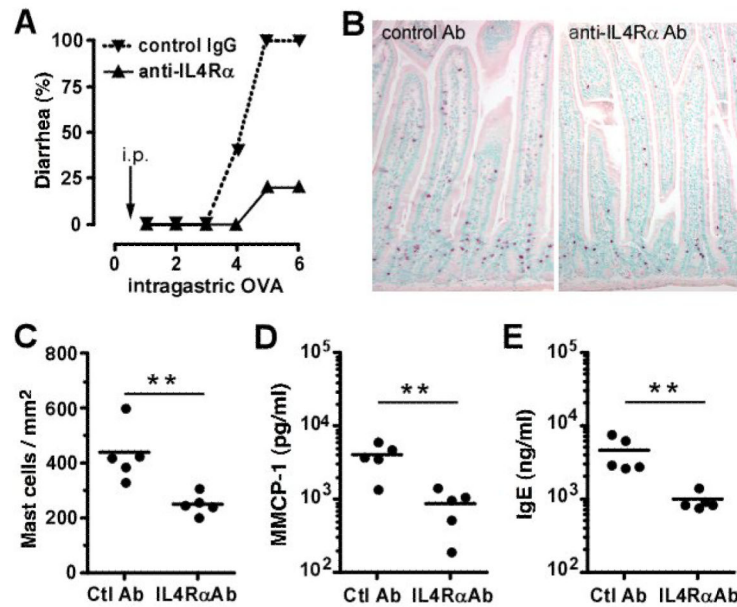 A
control IgG
anti-IL4Rα
Diarrhea (%)
100
75
50
25
0
i.p.
0 2 4 6
intragastric OVA
B
control Ab
anti-IL4Rα Ab
C
Mast cells / mm²
800
600
400
200
0
**
Ctl Ab IL4RαAb
D
MMCP-1 (pg/ml)
10⁵
10⁴
10³
10²
**
Ctl Ab IL4RαAb
E
IgE (ng/ml)
10⁵
10⁴
10³
10²
**
Ctl Ab IL4RαAb